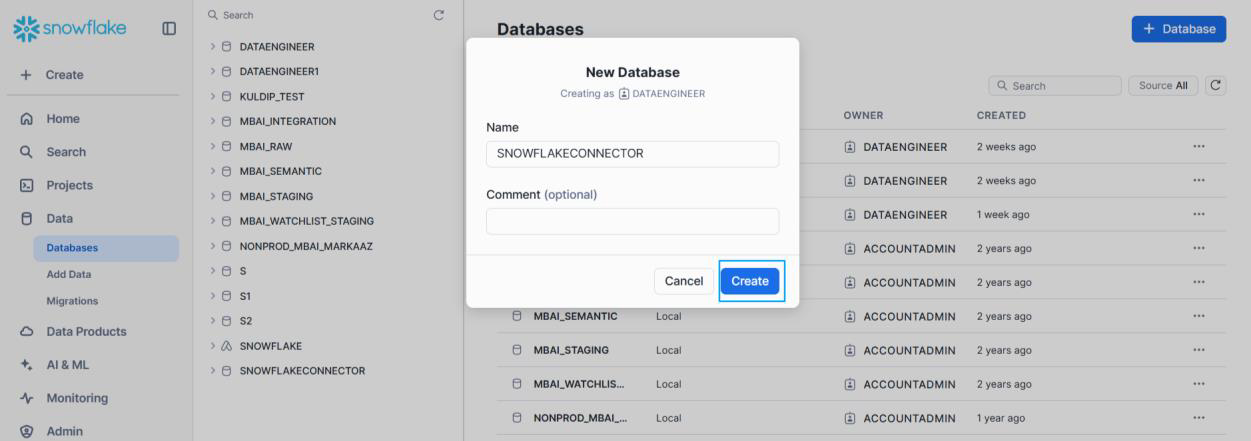 snowflake
Create
Home
Search
Projects
Data
Databases
Add Data
Migrations
Data Products
AI & ML
Monitoring
Admin
Search
DATAENGINEER
DATAENGINEER1
KULDIP_TEST
MBAI_INTEGRATION
MBAI_RAW
MBAI_SEMANTIC
MBAI_STAGING
MBAI_WATCHLIST_STAGING
NONPROD_MBAI_MARKAAZ
S
S1
S2
SNOWFLAKE
SNOWFLAKECONNECTOR
Databases
+ Database
Search
Source All
New Database
Creating as DATAENGINEER
Name
SNOWFLAKECONNECTOR
Comment (optional)
Cancel Create
OWNER CREATED
DATAENGINEER 2 weeks ago
DATAENGINEER 2 weeks ago
DATAENGINEER 1 week ago
ACCOUNTADMIN 2 years ago
ACCOUNTADMIN 2 years ago
MBAI_SEMANTIC Local ACCOUNTADMIN 2 years ago
MBAI_STAGING Local ACCOUNTADMIN 2 years ago
MBAI_WATCHLIS... Local ACCOUNTADMIN 2 years ago
NONPROD_MBAI_... Local ACCOUNTADMIN 1 year ago